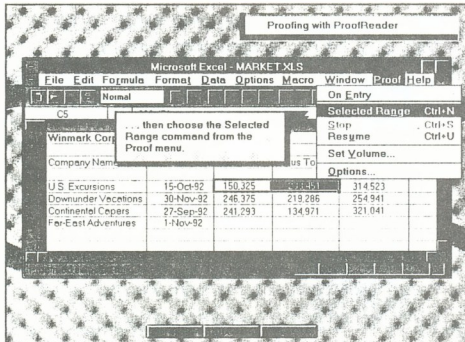 Proofing with ProofReader
Microsoft Excel - MARKET.XLS
File Edit Formula Format Data Options Macro Window Proof Help
Normal
On Entry
C5
Selected Range Ctrl+N
Stop Ctrl+S
Resume Ctrl+U
Set Volume...
Options...
. . . then choose the Selected
Range command from the
Proof menu.
Winmark Corp
Company Name
us To
U.S. Excursions 15-Oct-92 150,325 314,523
Downunder Vacations 30-Nov-92 246,375 219,286 254,941
Continental Capers 27-Sep-92 241,293 134,971 321,041
Far-East Adventures 1-Nov-92